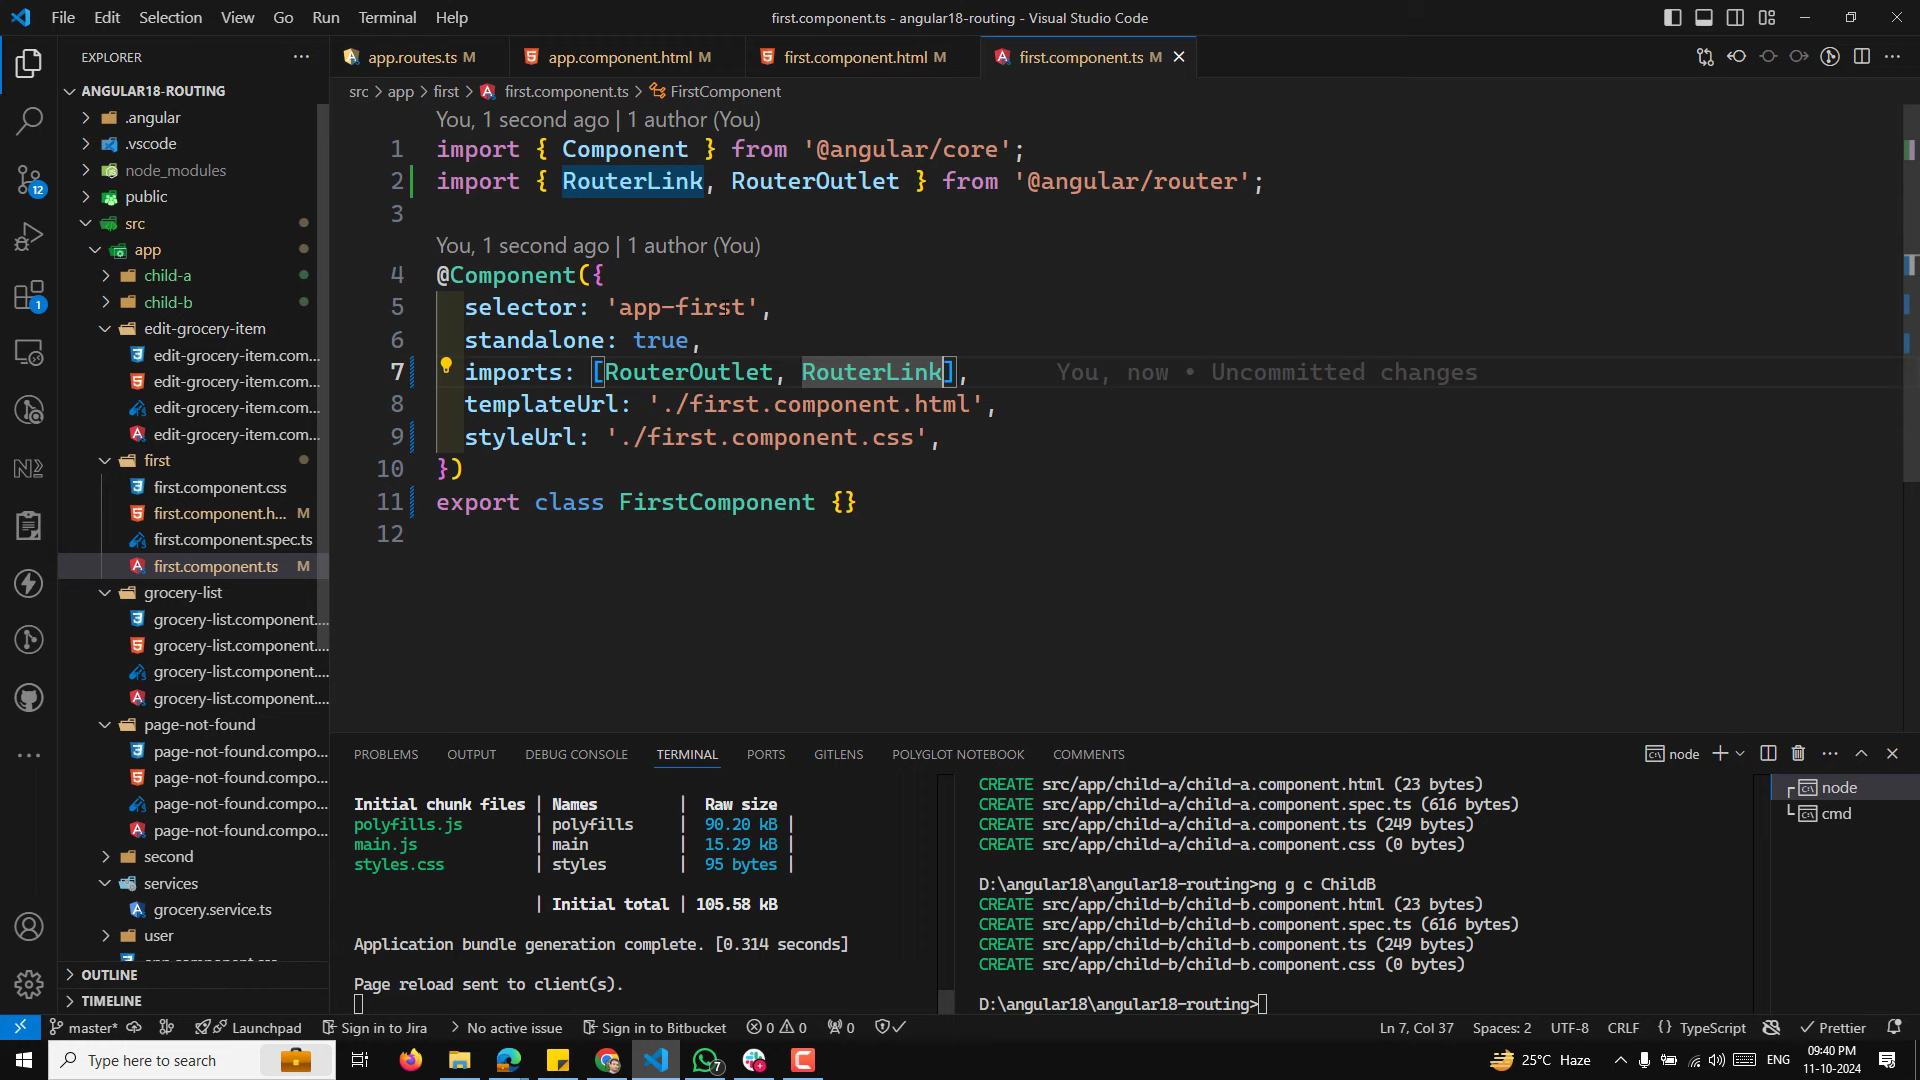 File Edit Selection View Go Run Terminal Help
first.component.ts - angular18-routing - Visual Studio Code
EXPLORER
ANGULAR18-ROUTING
.angular
.vscode
node_modules
public
src
app
child-a
child-b
edit-grocery-item
edit-grocery-item.com...
edit-grocery-item.com...
edit-grocery-item.com...
edit-grocery-item.com...
first
first.component.css
first.component.h... M
first.component.spec.ts
first.component.ts M
grocery-list
grocery-list.component....
grocery-list.component....
grocery-list.component....
grocery-list.component....
page-not-found
page-not-found.compo...
page-not-found.compo...
page-not-found.compo...
page-not-found.compo...
second
services
grocery.service.ts
user
OUTLINE
TIMELINE
12
1
app.routes.ts M
app.component.html M
first.component.html M
first.component.ts M
src > app > first > first.component.ts > FirstComponent
You, 1 second ago | 1 author (You)
1 import { Component } from '@angular/core';
2 import { RouterLink, RouterOutlet } from '@angular/router';
3
You, 1 second ago | 1 author (You)
4 @Component({
5 selector: 'app-first',
6 standalone: true,
7 imports: [RouterOutlet, RouterLink], You, now • Uncommitted changes
8 templateUrl: './first.component.html',
9 styleUrl: './first.component.css',
10 })
11 export class FirstComponent {}
12
PROBLEMS OUTPUT DEBUG CONSOLE TERMINAL PORTS GITLENS POLYGLOT NOTEBOOK COMMENTS
node
Initial chunk files | Names | Raw size
polyfills.js | polyfills | 90.20 kB |
main.js | main | 15.29 kB |
styles.css | styles | 95 bytes |
| Initial total | 105.58 kB
Application bundle generation complete. [0.314 seconds]
Page reload sent to client(s).
CREATE src/app/child-a/child-a.component.html (23 bytes)
CREATE src/app/child-a/child-a.component.spec.ts (616 bytes)
CREATE src/app/child-a/child-a.component.ts (249 bytes)
CREATE src/app/child-a/child-a.component.css (0 bytes)
D:\angular18\angular18-routing>ng g c ChildB
CREATE src/app/child-b/child-b.component.html (23 bytes)
CREATE src/app/child-b/child-b.component.spec.ts (616 bytes)
CREATE src/app/child-b/child-b.component.ts (249 bytes)
CREATE src/app/child-b/child-b.component.css (0 bytes)
D:\angular18\angular18-routing>
node
cmd
master* Launchpad Sign in to Jira No active issue Sign in to Bitbucket 0 0 0 Ln 7, Col 37 Spaces: 2 UTF-8 CRLF {} TypeScript Prettier
Type here to search
7
25°C Haze
ENG
09:40 PM
11-10-2024